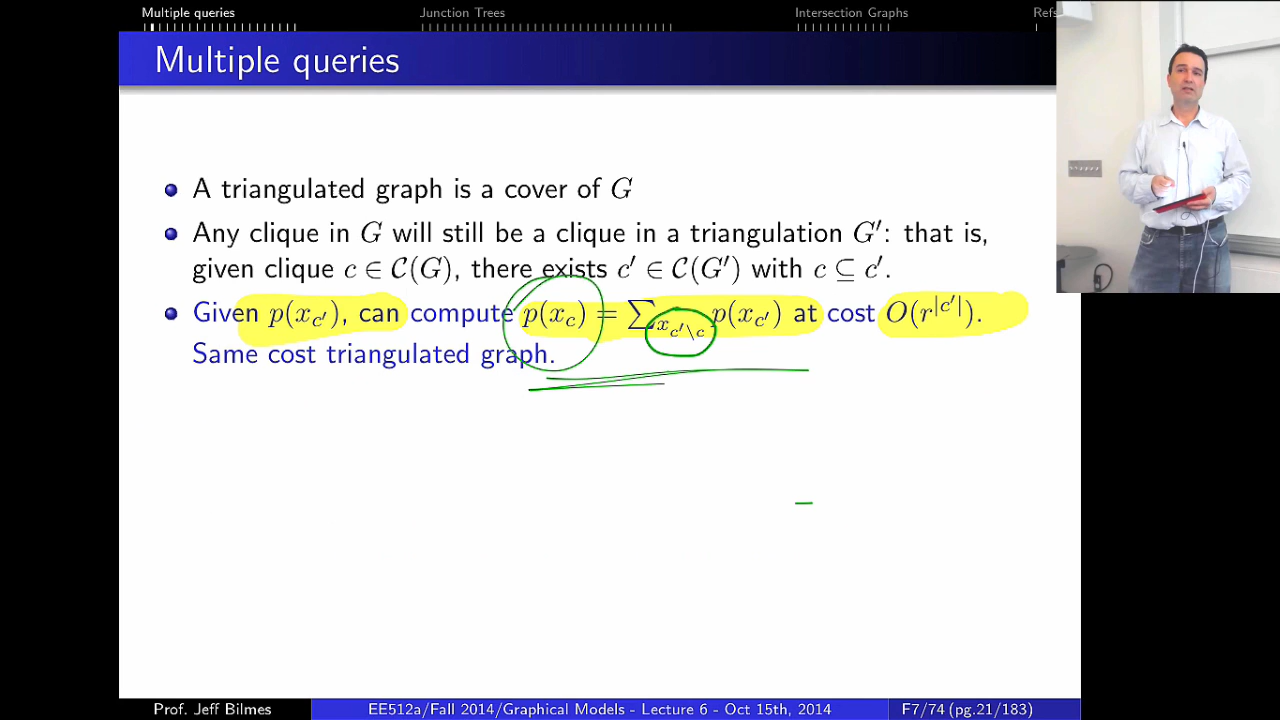 Multiple queries
Junction Trees
Intersection Graphs
Refs
Multiple queries
A triangulated graph is a cover of G
Any clique in G will still be a clique in a triangulation G′: that is,
given clique c ∈ C(G), there exists c′ ∈ C(G′) with c ⊆ c′.
Given p(x_{c′}), can compute p(x_c) = ∑_{x_{c′\c}} p(x_{c′}) at cost O(r^{|c′|}).
Same cost triangulated graph.
Prof. Jeff Bilmes
EE512a/Fall 2014/Graphical Models - Lecture 6 - Oct 15th, 2014
F7/74 (pg.21/183)